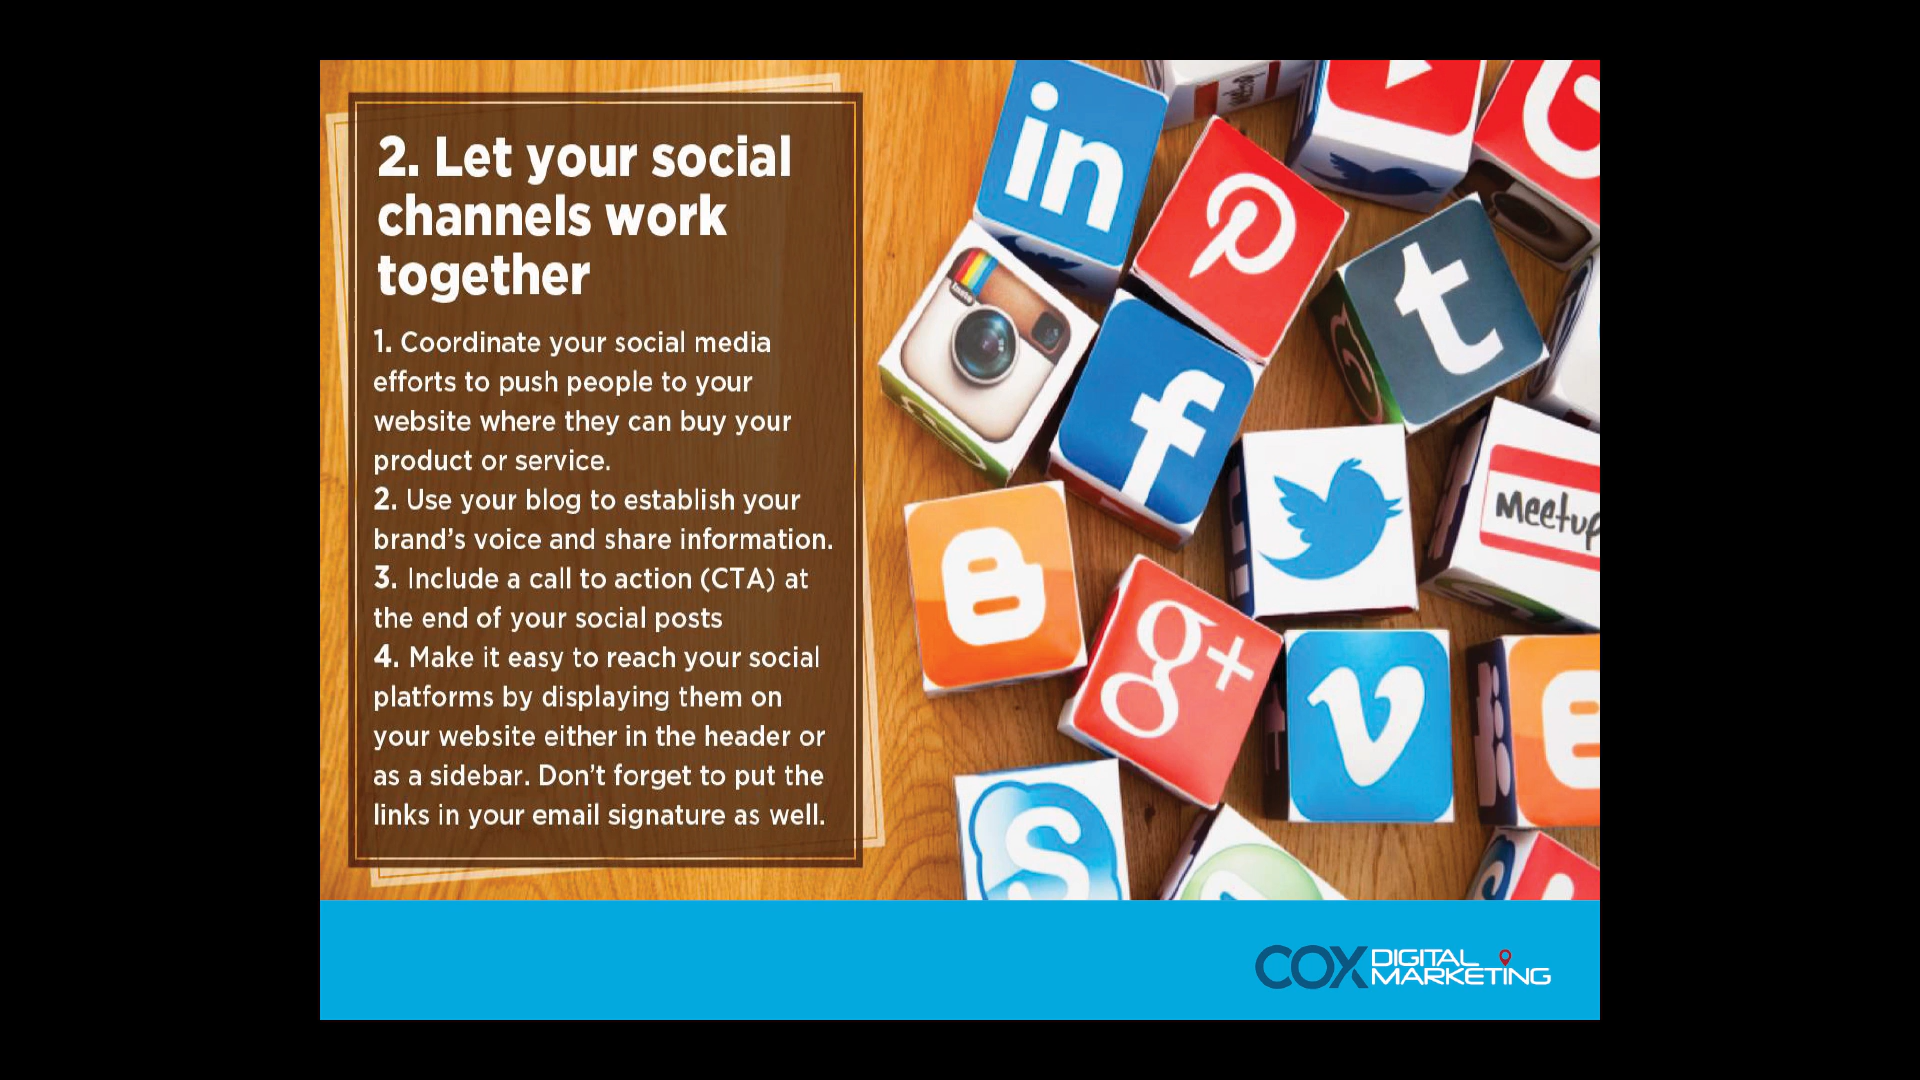 2. Let your social
channels work
together
1. Coordinate your social media
efforts to push people to your
website where they can buy your
product or service.
2. Use your blog to establish your
brand’s voice and share information.
3. Include a call to action (CTA) at
the end of your social posts
4. Make it easy to reach your social
platforms by displaying them on
your website either in the header or
as a sidebar. Don’t forget to put the
links in your email signature as well.
in
Insta
f
t
Meetup
g+
v
S
COX DIGITAL
MARKETING